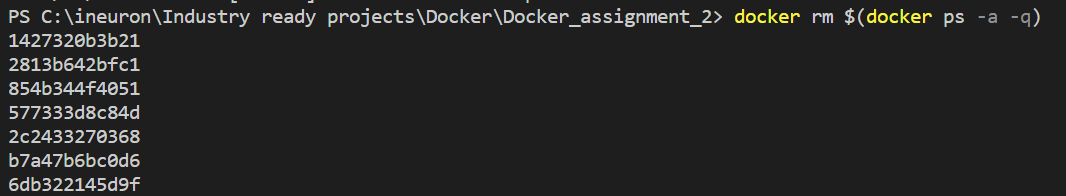 PS C:\ineuron\Industry ready projects\Docker\Docker_assignment_2> docker rm $(docker ps -a -q)
1427320b3b21
2813b642bfc1
854b344f4051
577333d8c84d
2c2433270368
b7a47b6bc0d6
6db322145d9f